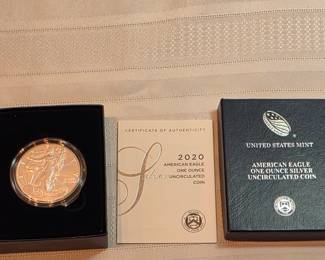 CERTIFICATE OF AUTHENTICITY
2020
AMERICAN EAGLE
ONE OUNCE
UNCIRCULATED
COIN
UNITED STATES MINT
AMERICAN EAGLE
ONE OUNCE SILVER
UNCIRCULATED COIN